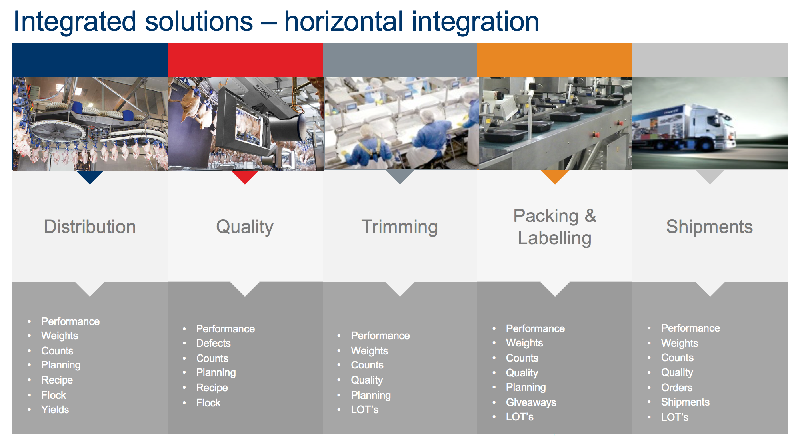 Integrated solutions – horizontal integration
Distribution
Quality
Trimming
Packing &
Labelling
Shipments
• Performance
• Weights
• Counts
• Planning
• Recipe
• Flock
• Yields
• Performance
• Defects
• Counts
• Planning
• Recipe
• Flock
• Performance
• Weights
• Counts
• Quality
• Planning
• LOT's
• Performance
• Weights
• Counts
• Quality
• Planning
• Giveaways
• LOT's
• Performance
• Weights
• Counts
• Quality
• Orders
• Shipments
• LOT's